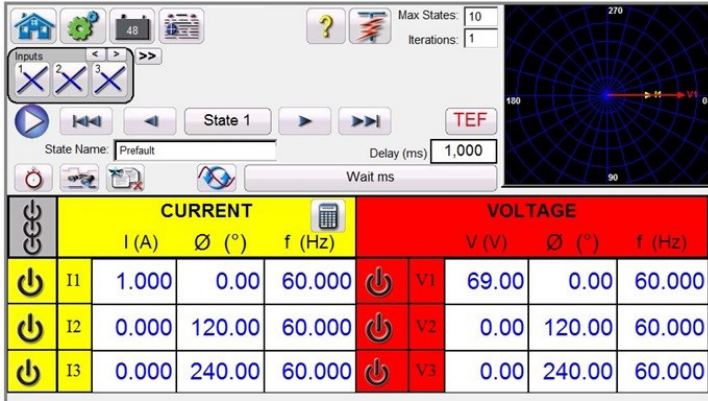 48
?
Max States: 10
Iterations: 1
Inputs < > >>
1 2 3
State 1
TEF
State Name: Prefault
Delay (ms) 1,000
Wait ms
270
180
0
90
I1
V1
CURRENT VOLTAGE
I (A) Ø (°) f (Hz) V (V) Ø (°) f (Hz)
I1 1.000 0.00 60.000 V1 69.00 0.00 60.000
I2 0.000 120.00 60.000 V2 0.00 120.00 60.000
I3 0.000 240.00 60.000 V3 0.00 240.00 60.000